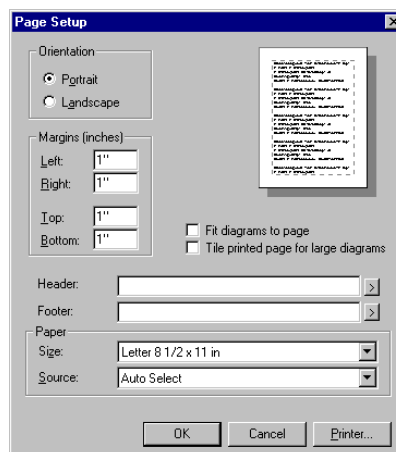 Page Setup
Orientation
Portrait
Landscape
Margins (inches)
Left: 1"
Right: 1"
Top: 1"
Bottom: 1"
Fit diagrams to page
Tile printed page for large diagrams
Header: >
Footer: >
Paper
Size: Letter 8 1/2 x 11 in
Source: Auto Select
OK Cancel Printer...